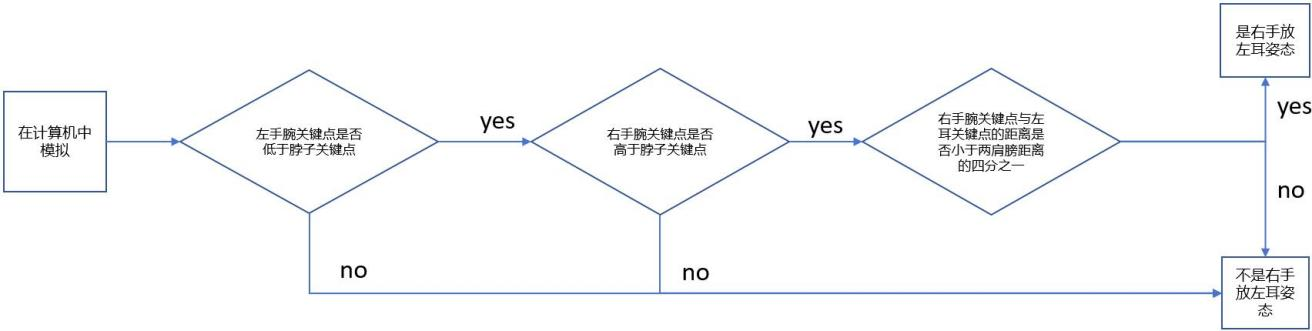 在计算机中
模拟
左手腕关键点是否
低于脖子关键点
yes
no
右手腕关键点是否
高于脖子关键点
yes
no
右手腕关键点与左
耳关键点的距离是
否小于两肩膀距离
的四分之一
yes
no
是右手放
左耳姿态
不是右手
放左耳姿
态